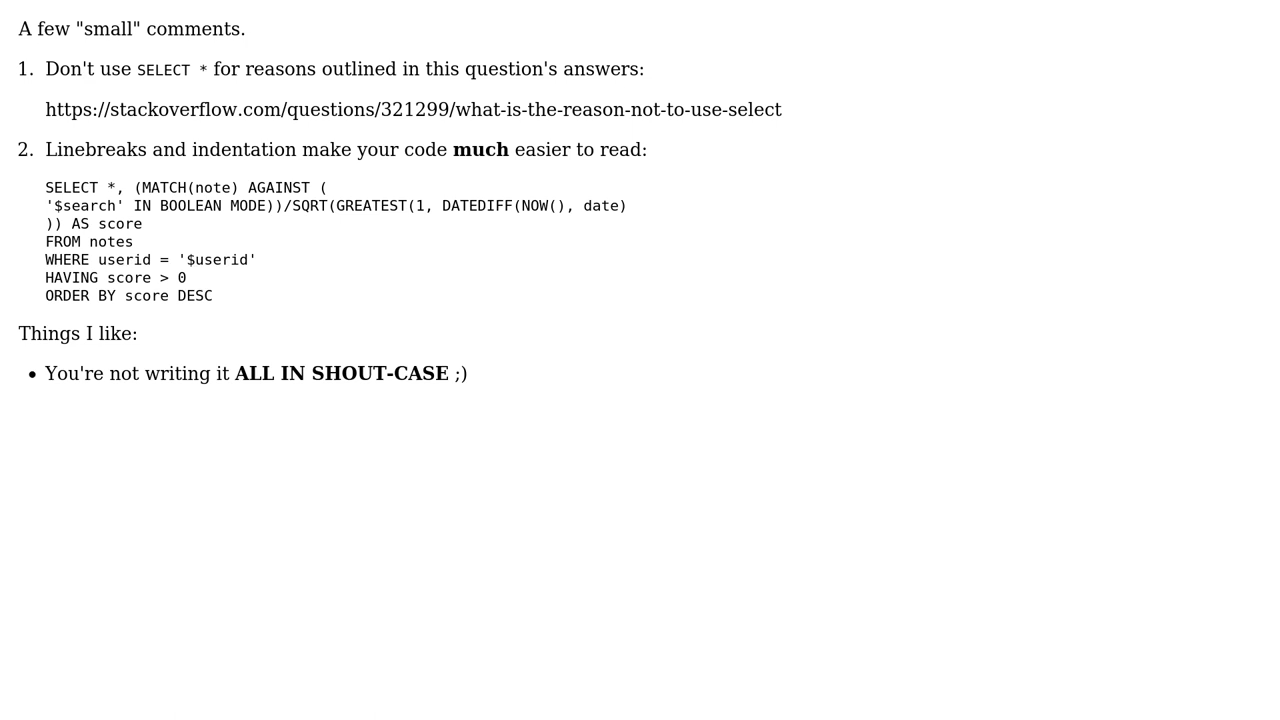 A few "small" comments.
1. Don't use SELECT * for reasons outlined in this question's answers:
https://stackoverflow.com/questions/321299/what-is-the-reason-not-to-use-select
2. Linebreaks and indentation make your code much easier to read:
SELECT *, (MATCH(note) AGAINST (
'$search' IN BOOLEAN MODE))/SQRT(GREATEST(1, DATEDIFF(NOW(), date)
)) AS score
FROM notes
WHERE userid = '$userid'
HAVING score > 0
ORDER BY score DESC
Things I like:
• You're not writing it ALL IN SHOUT-CASE ;)